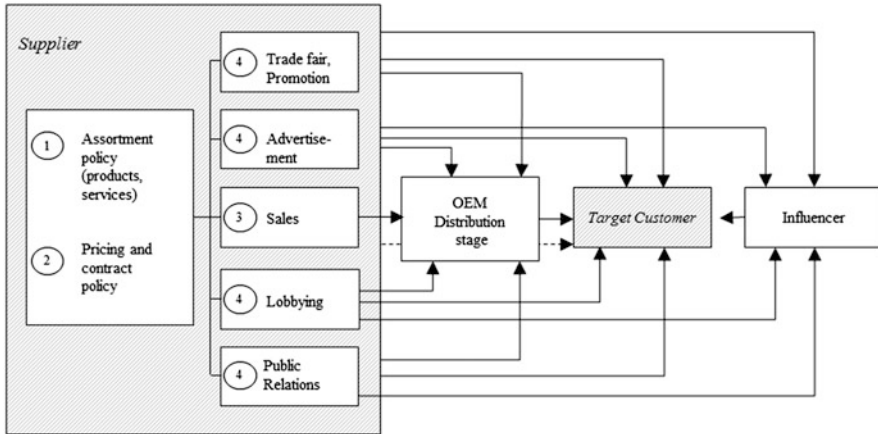 Supplier
1
Assortment
policy
(products,
services)
2
Pricing and
contract
policy
4
Trade fair,
Promotion
4
Advertise-
ment
3
Sales
4
Lobbying
4
Public
Relations
OEM
Distribution
stage
Target Customer
Influencer